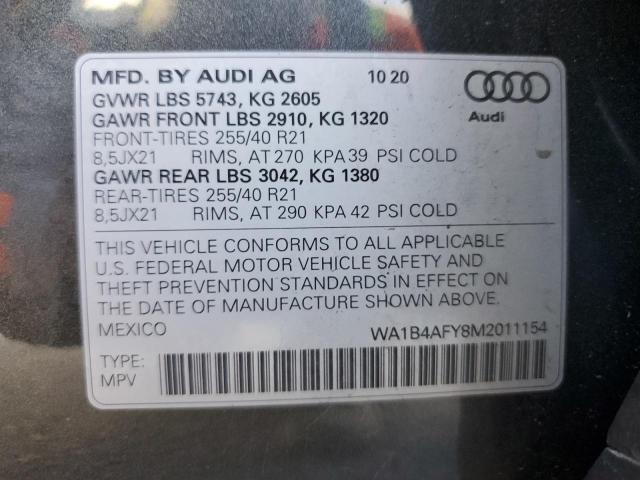 MFD. BY AUDI AG 10 20
GVWR LBS 5743, KG 2605
GAWR FRONT LBS 2910, KG 1320
Audi
FRONT-TIRES 255/40 R21
8,5JX21 RIMS, AT 270 KPA 39 PSI COLD
GAWR REAR LBS 3042, KG 1380
REAR-TIRES 255/40 R21
8,5JX21 RIMS, AT 290 KPA 42 PSI COLD
THIS VEHICLE CONFORMS TO ALL APPLICABLE
U.S. FEDERAL MOTOR VEHICLE SAFETY AND
THEFT PREVENTION STANDARDS IN EFFECT ON
THE DATE OF MANUFACTURE SHOWN ABOVE.
MEXICO WA1B4AFY8M2011154
TYPE:
MPV